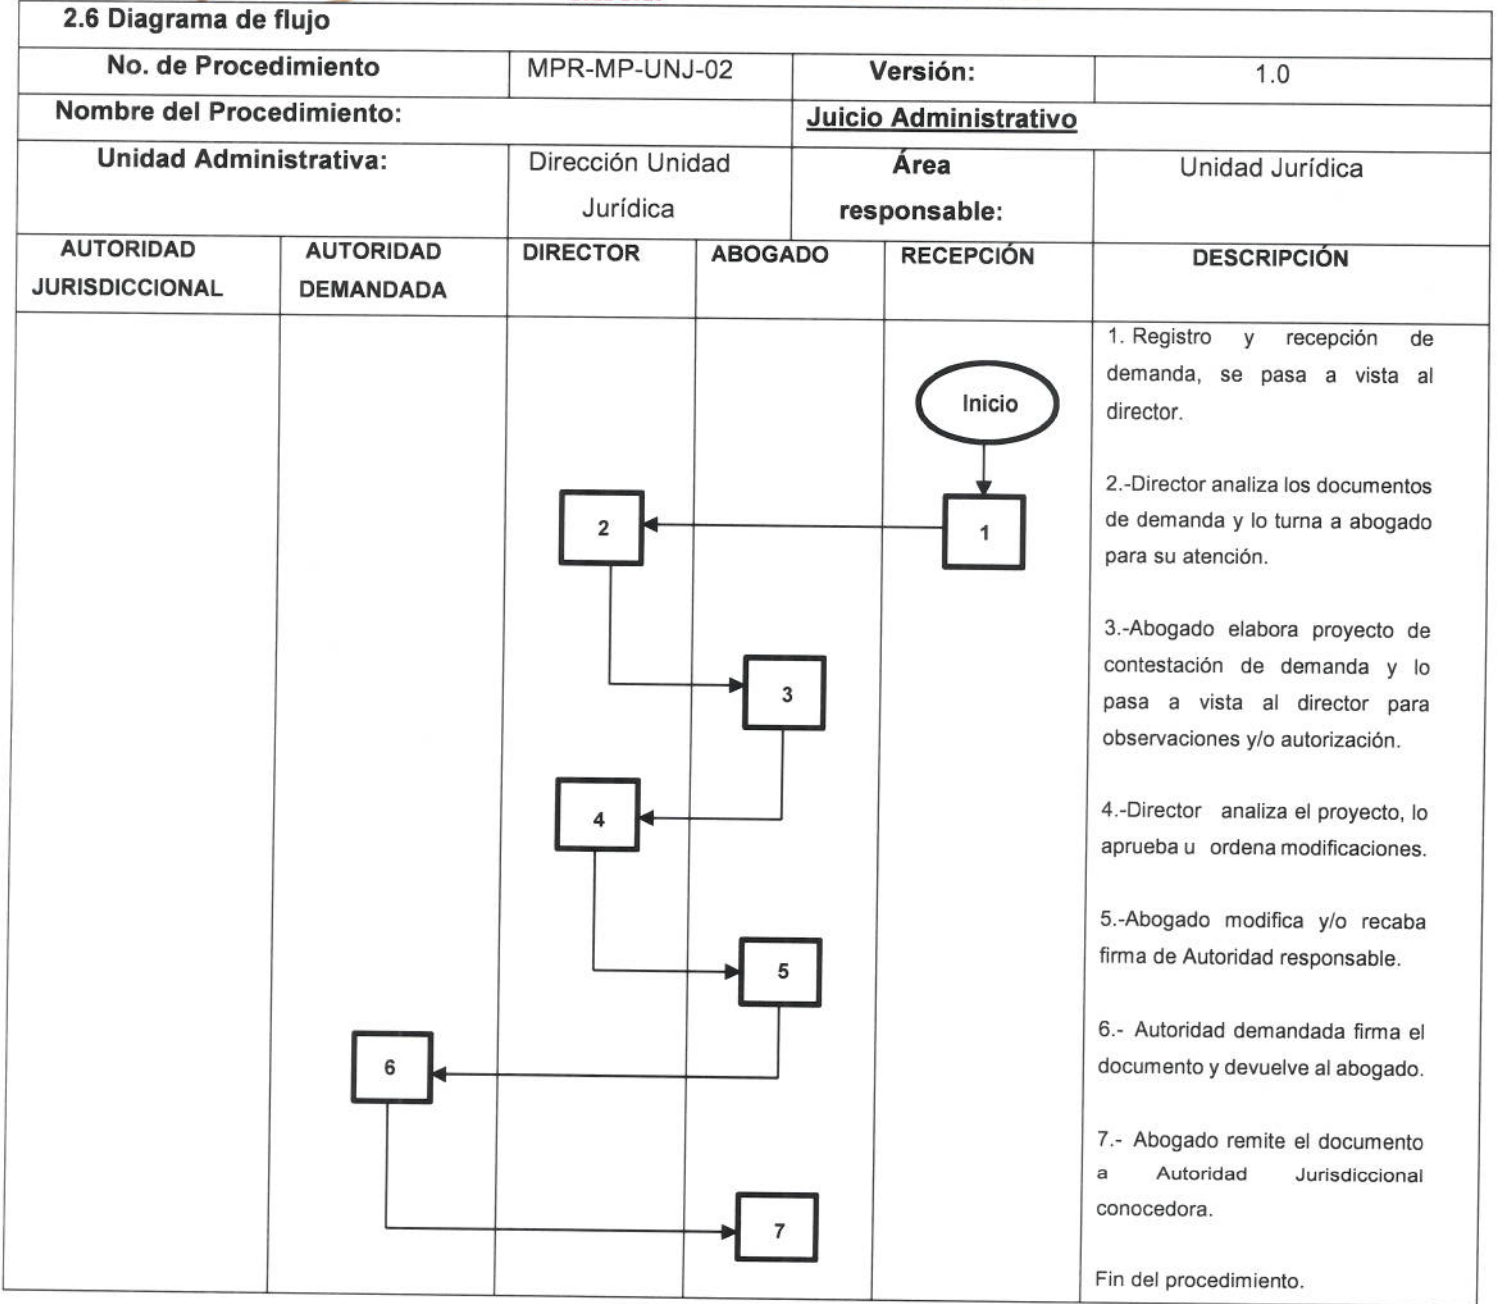 2.6 Diagrama de flujo
No. de Procedimiento
MPR-MP-UNJ-02
Versión:
1.0
Nombre del Procedimiento:
Juicio Administrativo
Unidad Administrativa:
Dirección Unidad
Jurídica
Área
responsable:
Unidad Jurídica
AUTORIDAD
JURISDICCIONAL
AUTORIDAD
DEMANDADA
DIRECTOR
ABOGADO
RECEPCIÓN
DESCRIPCIÓN
Inicio
1
2
3
4
5
6
7
1. Registro y recepción de
demanda, se pasa a vista al
director.
2.-Director analiza los documentos
de demanda y lo turna a abogado
para su atención.
3.-Abogado elabora proyecto de
contestación de demanda y lo
pasa a vista al director para
observaciones y/o autorización.
4.-Director analiza el proyecto, lo
aprueba u ordena modificaciones.
5.-Abogado modifica y/o recaba
firma de Autoridad responsable.
6.- Autoridad demandada firma el
documento y devuelve al abogado.
7.- Abogado remite el documento
a Autoridad Jurisdiccional
conocedora.
Fin del procedimiento.